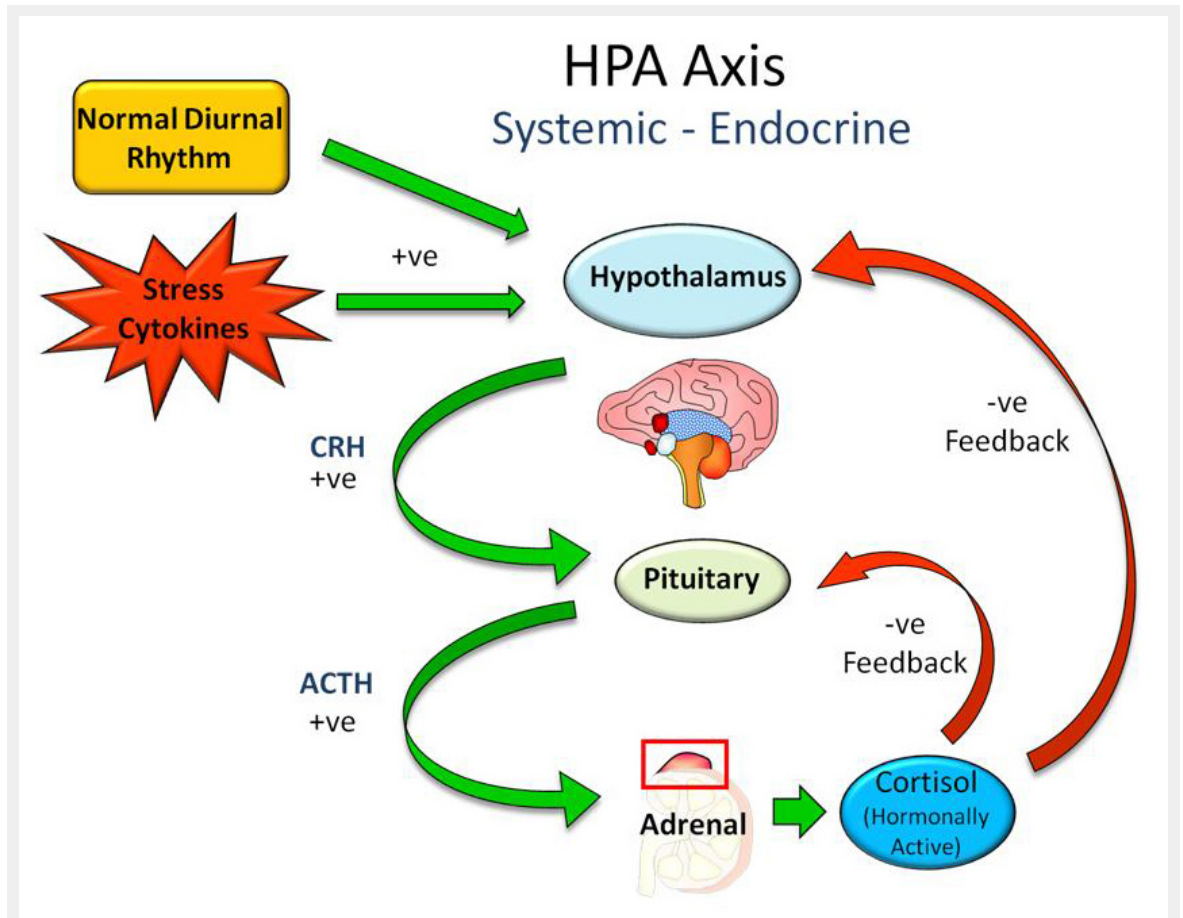 HPA Axis
Systemic - Endocrine
Normal Diurnal
Rhythm
Stress
Cytokines
+ve
Hypothalamus
CRH
+ve
-ve
Feedback
Pituitary
-ve
Feedback
ACTH
+ve
Adrenal
Cortisol
(Hormonally
Active)